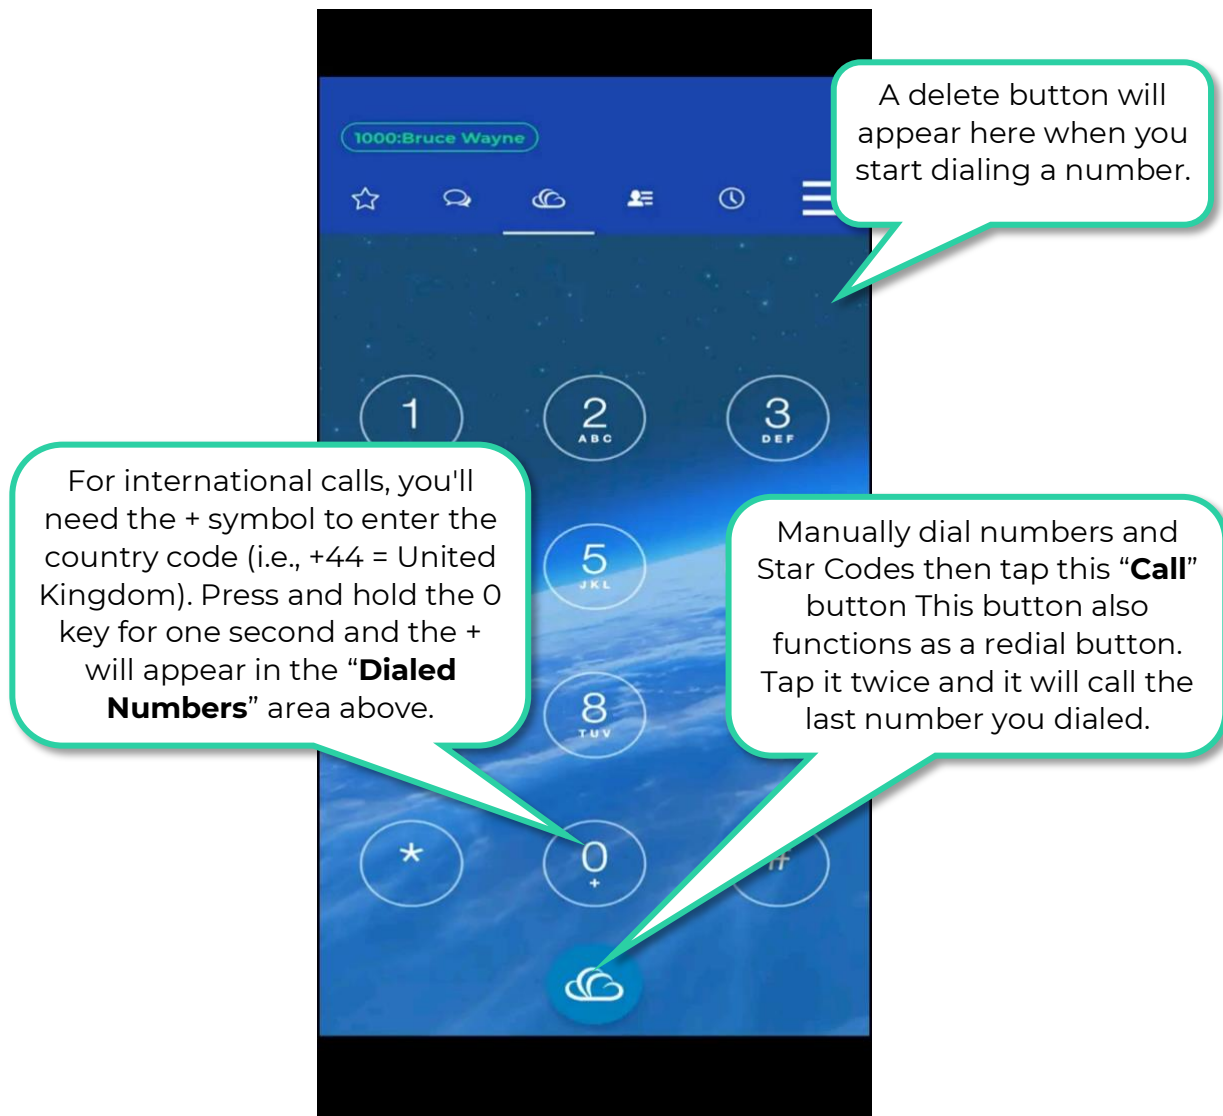 A delete button will
appear here when you
start dialing a number.
1000:Bruce Wayne
1
2
ABC
3
DEF
For international calls, you'll
need the + symbol to enter the
country code (i.e., +44 = United
Kingdom). Press and hold the 0
key for one second and the +
will appear in the “Dialed
Numbers” area above.
5
JKL
Manually dial numbers and
Star Codes then tap this “Call”
button This button also
functions as a redial button.
Tap it twice and it will call the
last number you dialed.
8
TUV
*
0
+
#